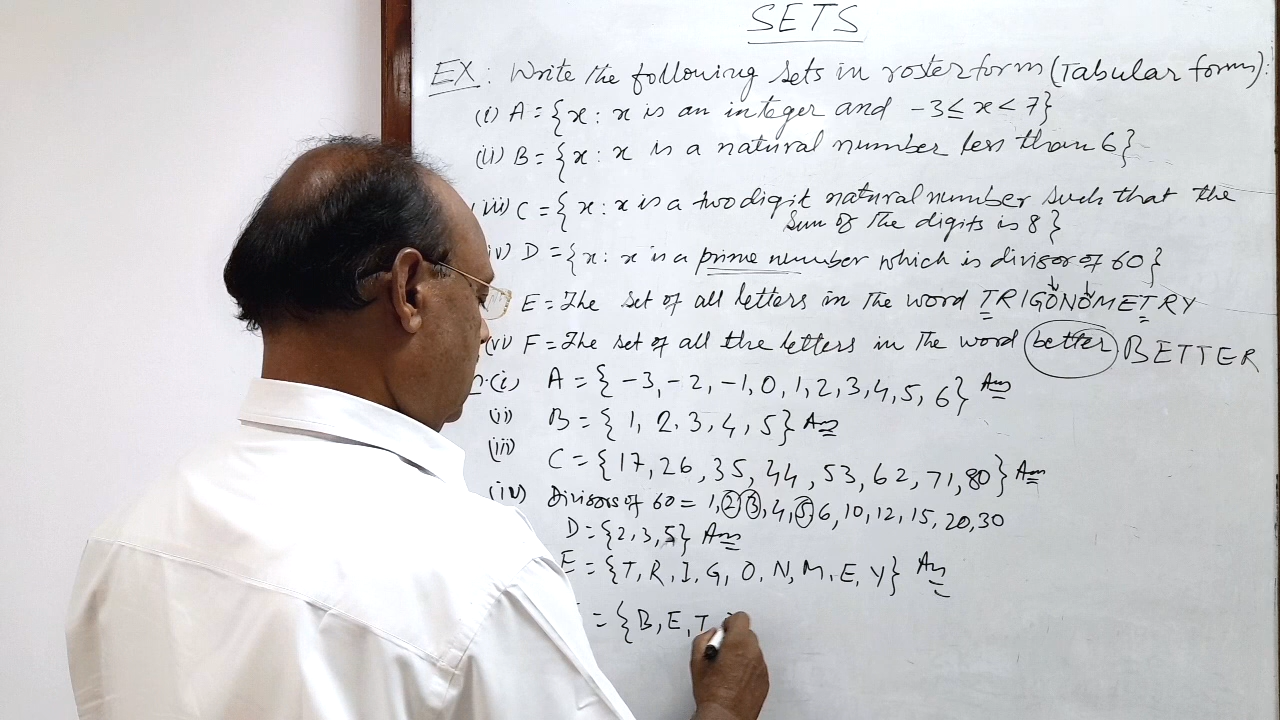 SETS
EX: Write the following sets in roster form (Tabular form):
(i) A = {x : x is an integer and -3 ≤ x < 7}
(ii) B = {x : x is a natural number less than 6}
(iii) C = {x : x is a two digit natural number such that the
Sum of the digits is 8}
iv) D = {x : x is a prime number which is divisor of 60}
E = The set of all letters in the word TRIGONOMETRY
(vi) F = The set of all the letters in the word better BETTER
(i) A = {-3, -2, -1, 0, 1, 2, 3, 4, 5, 6} Ans
(ii) B = {1, 2, 3, 4, 5} Ans
(iii) C = {17, 26, 35, 44, 53, 62, 71, 80} Ans
(iv) Divisors of 60 = 1, 2, 3, 4, 5, 6, 10, 12, 15, 20, 30
D = {2, 3, 5} Ans
E = {T, R, I, G, O, N, M, E, Y} Ans
= {B, E, T,